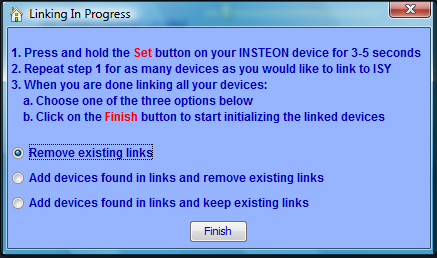 Linking In Progress
1. Press and hold the Set button on your INSTEON device for 3-5 seconds
2. Repeat step 1 for as many devices as you would like to link to ISY
3. When you are done linking all your devices:
a. Choose one of the three options below
b. Click on the Finish button to start initializing the linked devices
Remove existing links
Add devices found in links and remove existing links
Add devices found in links and keep existing links
Finish